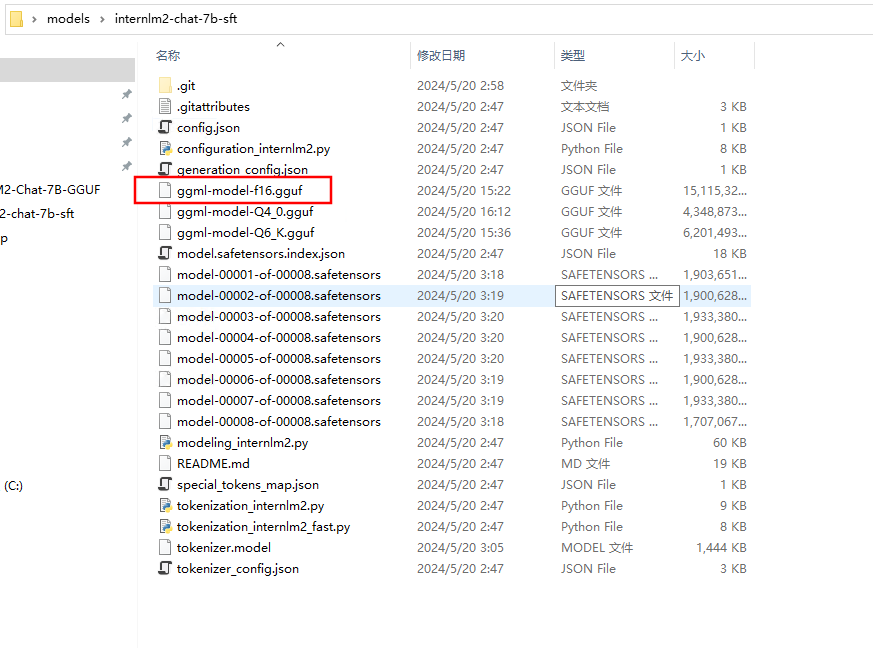 models > internlm2-chat-7b-sft
名称 修改日期 类型 大小
.git 2024/5/20 2:58 文件夹
.gitattributes 2024/5/20 2:47 文本文档 3 KB
config.json 2024/5/20 2:47 JSON File 1 KB
configuration_internlm2.py 2024/5/20 2:47 Python File 8 KB
generation_config.json 2024/5/20 2:47 JSON File 1 KB
M2-Chat-7B-GGUF
ggml-model-f16.gguf 2024/5/20 15:22 GGUF 文件 15,115,32...
2-chat-7b-sft
ggml-model-Q4_0.gguf 2024/5/20 16:12 GGUF 文件 4,348,873...
p
ggml-model-Q6_K.gguf 2024/5/20 15:36 GGUF 文件 6,201,493...
model.safetensors.index.json 2024/5/20 2:47 JSON File 18 KB
model-00001-of-00008.safetensors 2024/5/20 3:18 SAFETENSORS ... 1,903,651...
model-00002-of-00008.safetensors 2024/5/20 3:19 SAFETENSORS 文件 1,900,628...
model-00003-of-00008.safetensors 2024/5/20 3:20 SAFETENSORS ... 1,933,380...
model-00004-of-00008.safetensors 2024/5/20 3:20 SAFETENSORS ... 1,900,628...
model-00005-of-00008.safetensors 2024/5/20 3:20 SAFETENSORS ... 1,933,380...
model-00006-of-00008.safetensors 2024/5/20 3:19 SAFETENSORS ... 1,900,628...
model-00007-of-00008.safetensors 2024/5/20 3:19 SAFETENSORS ... 1,933,380...
model-00008-of-00008.safetensors 2024/5/20 3:18 SAFETENSORS ... 1,707,067...
modeling_internlm2.py 2024/5/20 2:47 Python File 60 KB
README.md 2024/5/20 2:47 MD 文件 19 KB
(C:)
special_tokens_map.json 2024/5/20 2:47 JSON File 1 KB
tokenization_internlm2.py 2024/5/20 2:47 Python File 9 KB
tokenization_internlm2_fast.py 2024/5/20 2:47 Python File 8 KB
tokenizer.model 2024/5/20 3:05 MODEL 文件 1,444 KB
tokenizer_config.json 2024/5/20 2:47 JSON File 3 KB